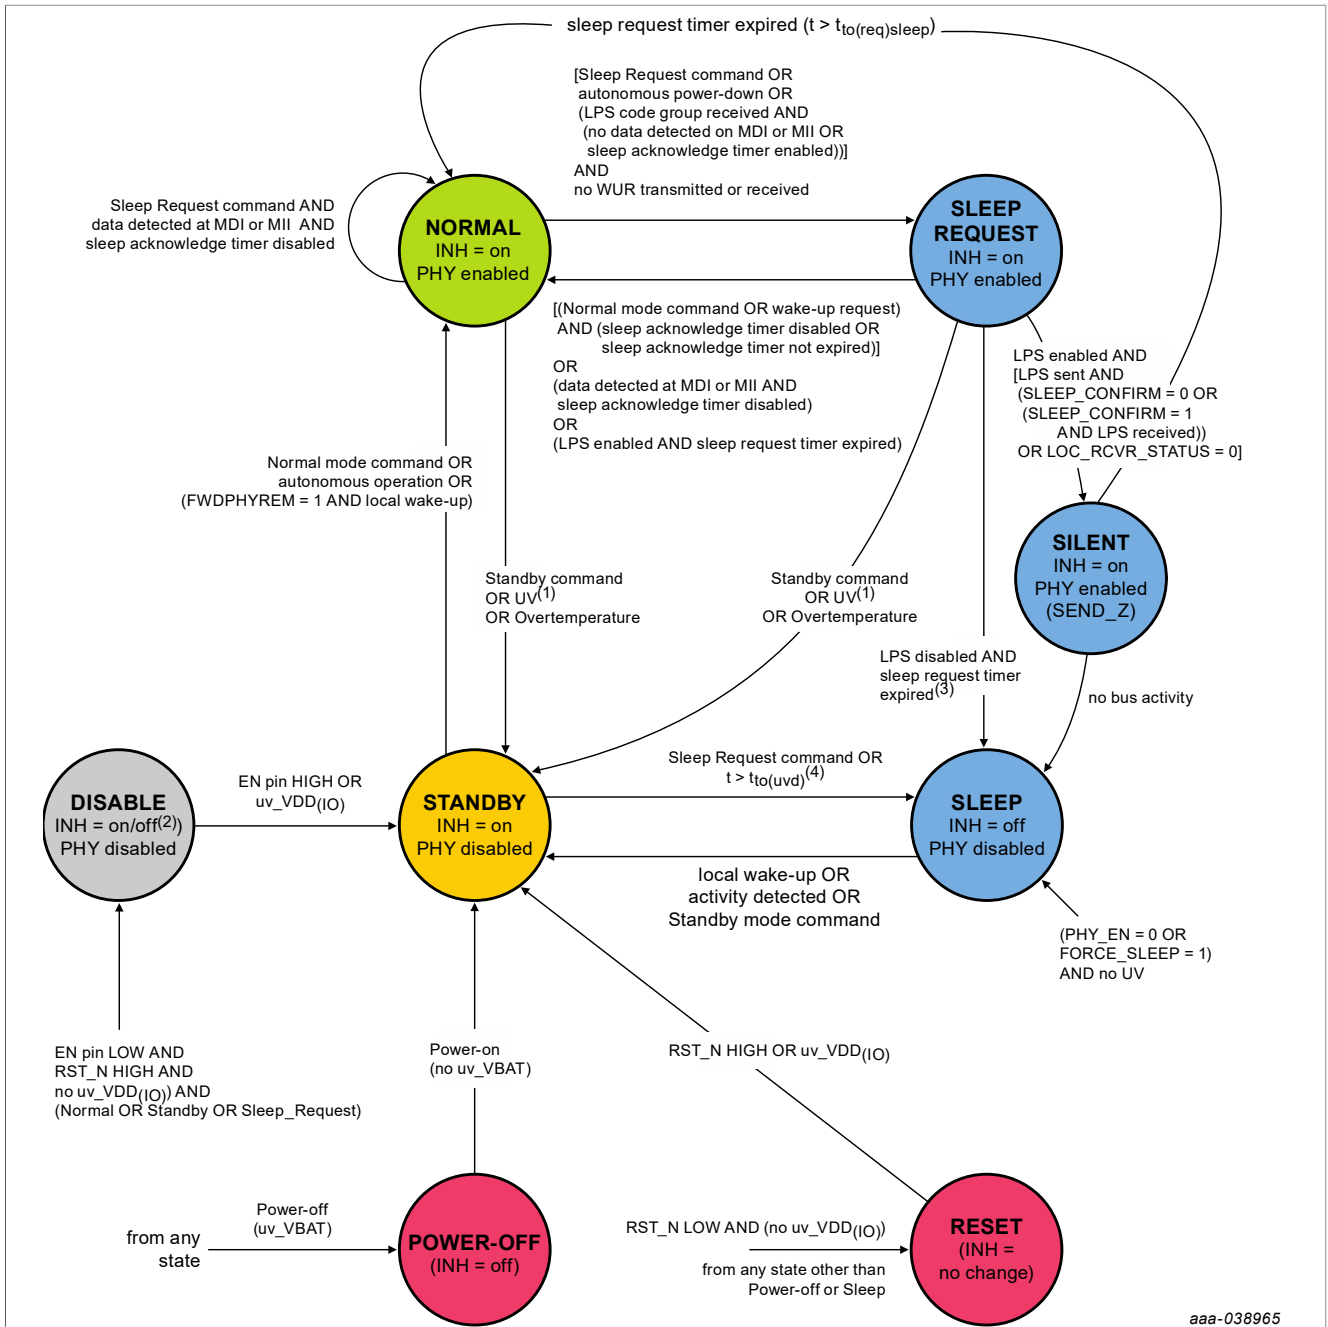 sleep request timer expired (t > tto(req)sleep)
[Sleep Request command OR
autonomous power-down OR
(LPS code group received AND
(no data detected on MDI or MII OR
sleep acknowledge timer enabled))]
AND
no WUR transmitted or received
Sleep Request command AND
data detected at MDI or MII AND
sleep acknowledge timer disabled
NORMAL
INH = on
PHY enabled
SLEEP
REQUEST
INH = on
PHY enabled
[(Normal mode command OR wake-up request)
AND (sleep acknowledge timer disabled OR
sleep acknowledge timer not expired)]
OR
(data detected at MDI or MII AND
sleep acknowledge timer disabled)
OR
(LPS enabled AND sleep request timer expired)
LPS enabled AND
[LPS sent AND
(SLEEP_CONFIRM = 0 OR
(SLEEP_CONFIRM = 1
AND LPS received))
OR LOC_RCVR_STATUS = 0]
Normal mode command OR
autonomous operation OR
(FWDPHYREM = 1 AND local wake-up)
SILENT
INH = on
PHY enabled
(SEND_Z)
Standby command
OR UV(1)
OR Overtemperature
Standby command
OR UV(1)
OR Overtemperature
LPS disabled AND
sleep request timer
expired(3)
no bus activity
EN pin HIGH OR
uv_VDD(IO)
Sleep Request command OR
t > tto(uvd)(4)
DISABLE
INH = on/off(2))
PHY disabled
STANDBY
INH = on
PHY disabled
SLEEP
INH = off
PHY disabled
local wake-up OR
activity detected OR
Standby mode command
(PHY_EN = 0 OR
FORCE_SLEEP = 1)
AND no UV
EN pin LOW AND
RST_N HIGH AND
no uv_VDD(IO)) AND
(Normal OR Standby OR Sleep_Request)
Power-on
(no uv_VBAT)
RST_N HIGH OR uv_VDD(IO)
from any
state
Power-off
(uv_VBAT)
POWER-OFF
(INH = off)
RST_N LOW AND (no uv_VDD(IO))
from any state other than
Power-off or Sleep
RESET
(INH =
no change)
aaa-038965